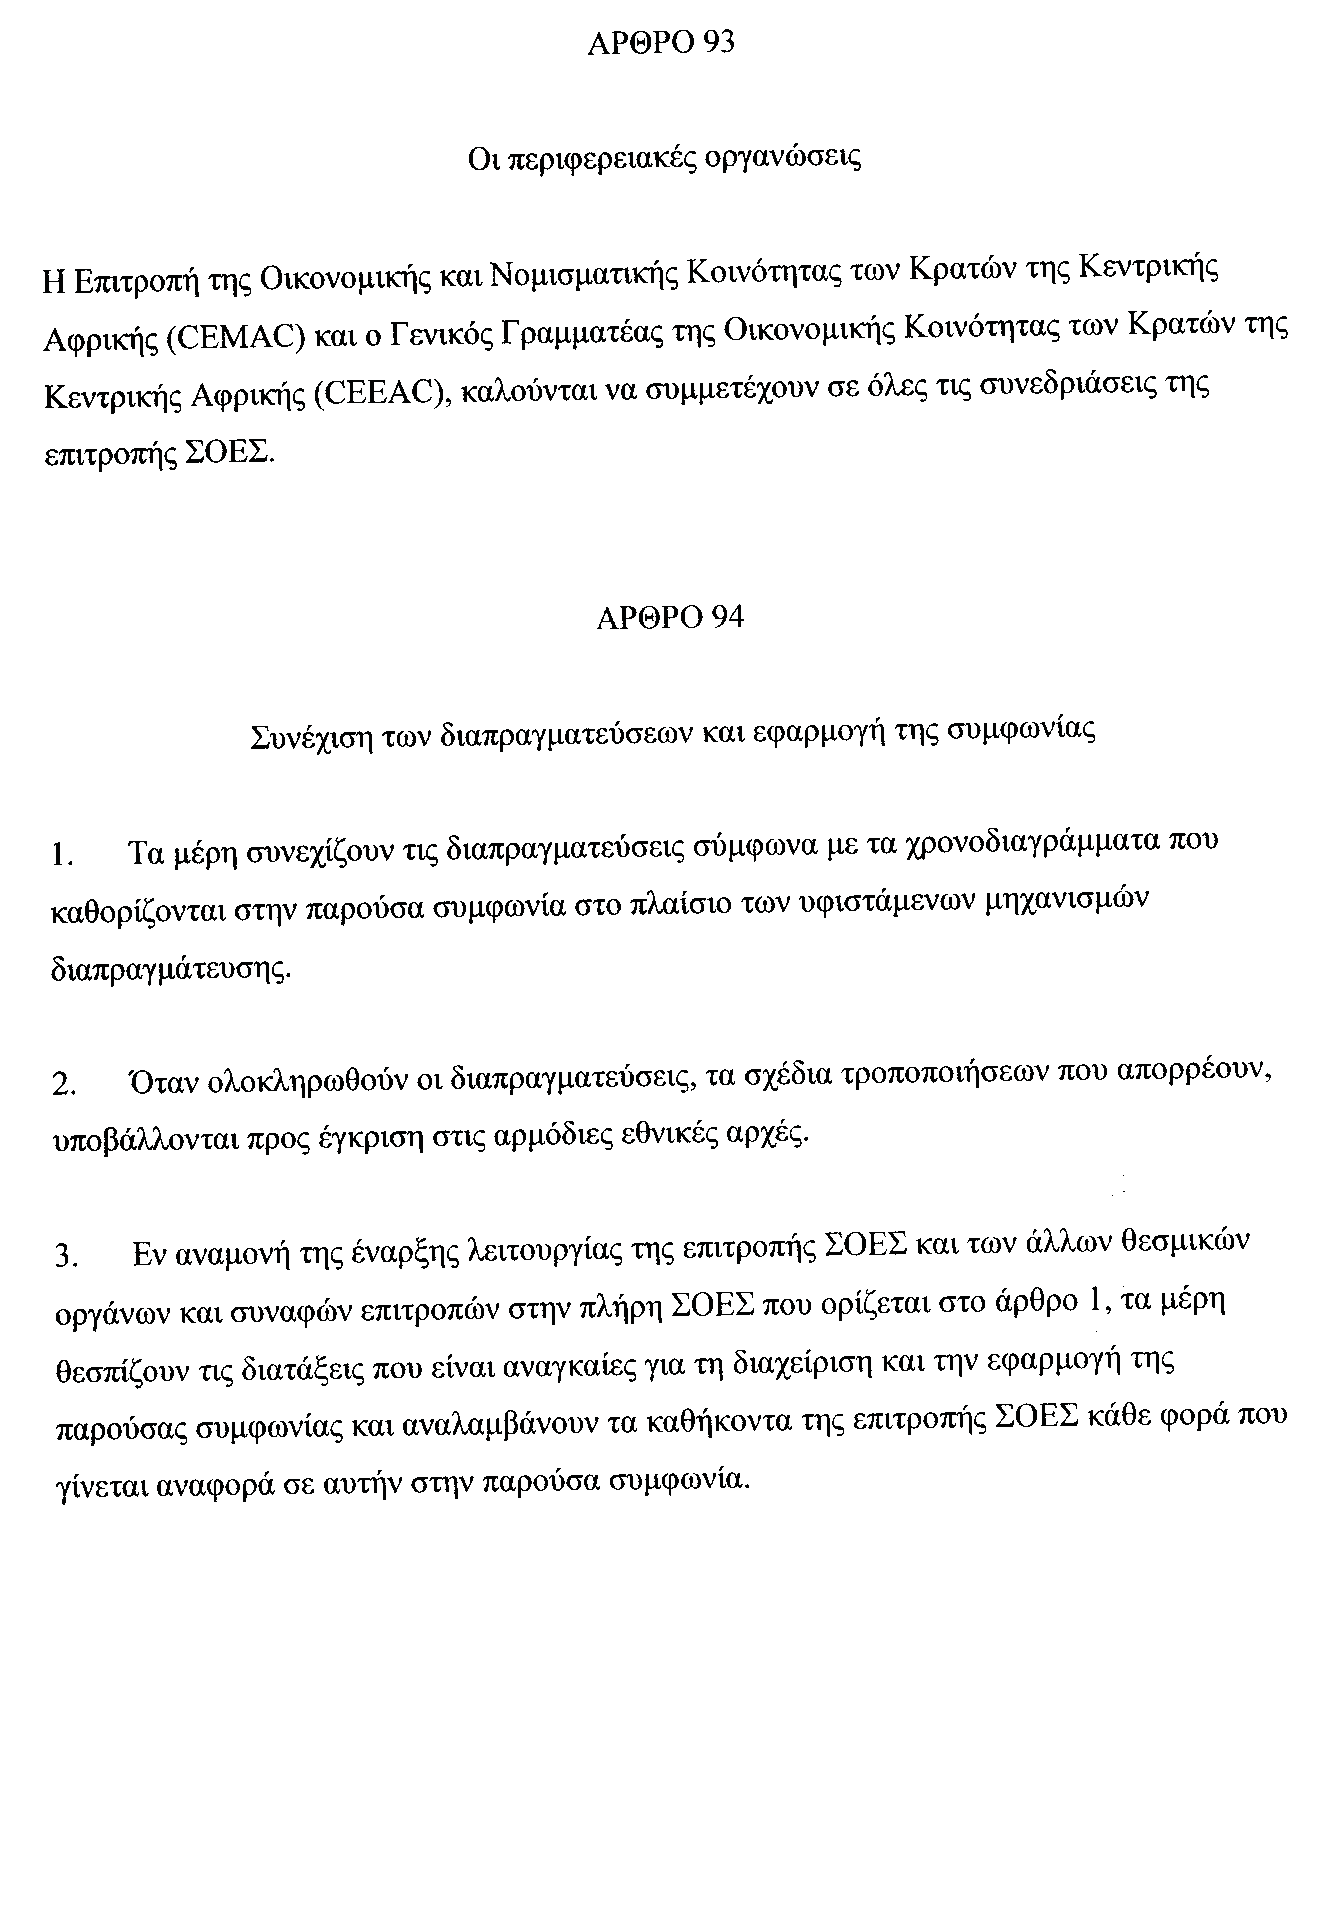 ΑΡΘΡΟ 93
Οι περιφερειακές οργανώσεις
Η Επιτροπή της Οικονομικής και Νομισματικής Κοινότητας των Κρατών της Κεντρικής
Αφρικής (CEMAC) και ο Γενικός Γραμματέας της Οικονομικής Κοινότητας των Κρατών της
Κεντρικής Αφρικής (CEEAC), καλούνται να συμμετέχουν σε όλες τις συνεδριάσεις της
επιτροπής ΣΟΕΣ.
ΑΡΘΡΟ 94
Συνέχιση των διαπραγματεύσεων και εφαρμογή της συμφωνίας
1. Τα μέρη συνεχίζουν τις διαπραγματεύσεις σύμφωνα με τα χρονοδιαγράμματα που
καθορίζονται στην παρούσα συμφωνία στο πλαίσιο των υφιστάμενων μηχανισμών
διαπραγμάτευσης.
2. Όταν ολοκληρωθούν οι διαπραγματεύσεις, τα σχέδια τροποποιήσεων που απορρέουν,
υποβάλλονται προς έγκριση στις αρμόδιες εθνικές αρχές.
3. Εν αναμονή της έναρξης λειτουργίας της επιτροπής ΣΟΕΣ και των άλλων θεσμικών
οργάνων και συναφών επιτροπών στην πλήρη ΣΟΕΣ που ορίζεται στο άρθρο 1, τα μέρη
θεσπίζουν τις διατάξεις που είναι αναγκαίες για τη διαχείριση και την εφαρμογή της
παρούσας συμφωνίας και αναλαμβάνουν τα καθήκοντα της επιτροπής ΣΟΕΣ κάθε φορά που
γίνεται αναφορά σε αυτήν στην παρούσα συμφωνία.